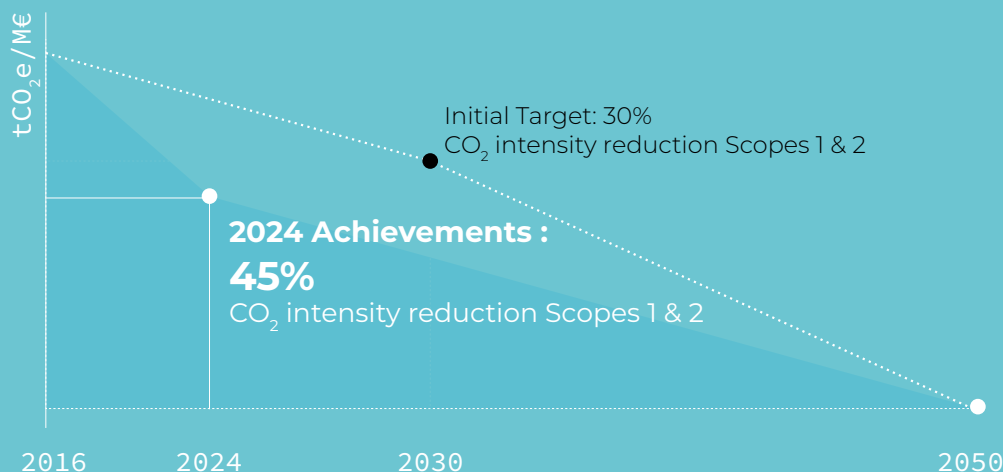 tCO₂e/M€
Initial Target: 30%
CO₂ intensity reduction Scopes 1 & 2
2024 Achievements :
45%
CO₂ intensity reduction Scopes 1 & 2
2016 2024 2030 2050